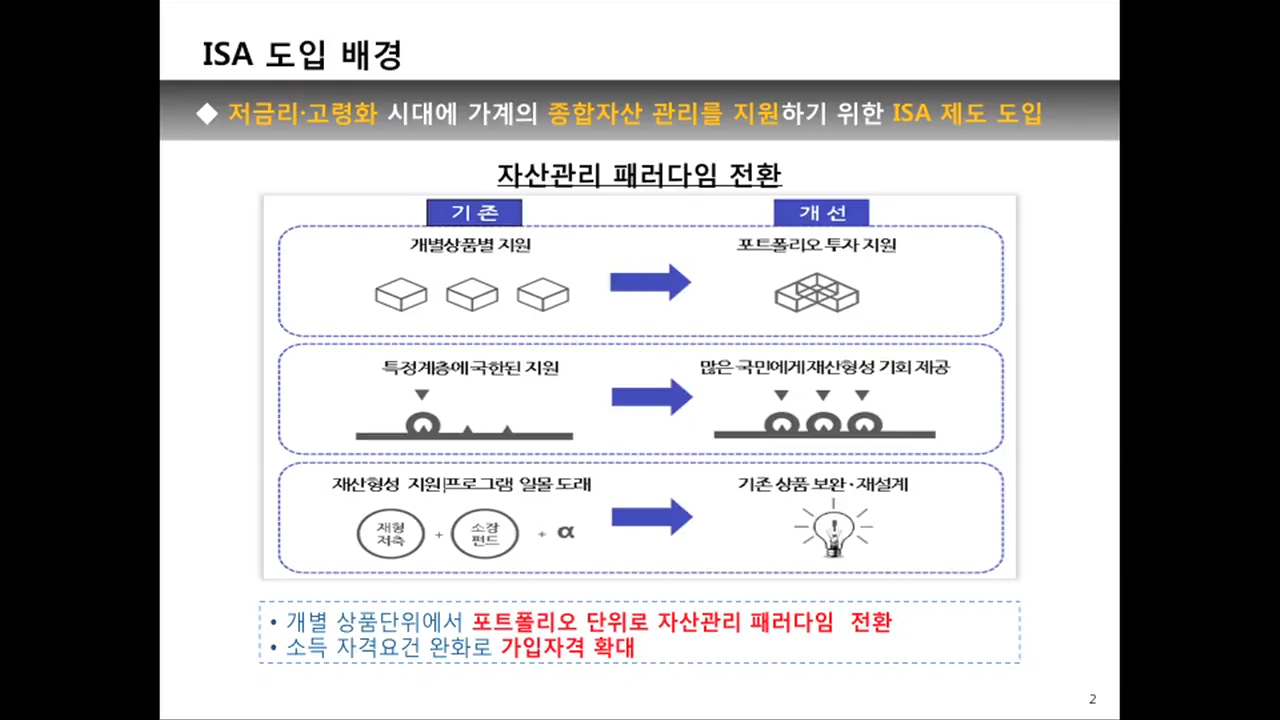 ISA 도입 배경
◆ 저금리·고령화 시대에 가계의 종합자산 관리를 지원하기 위한 ISA 제도 도입
자산관리 패러다임 전환
기 존
개 선
개별상품별 지원
포트폴리오 투자 지원
특정계층에 국한된 지원
많은 국민에게 재산형성 기회 제공
재산형성 지원 프로그램 일몰 도래
기존 상품 보완·재설계
재형
저축
+
소장
펀드
+ α
• 개별 상품단위에서 포트폴리오 단위로 자산관리 패러다임 전환
• 소득 자격요건 완화로 가입자격 확대
2